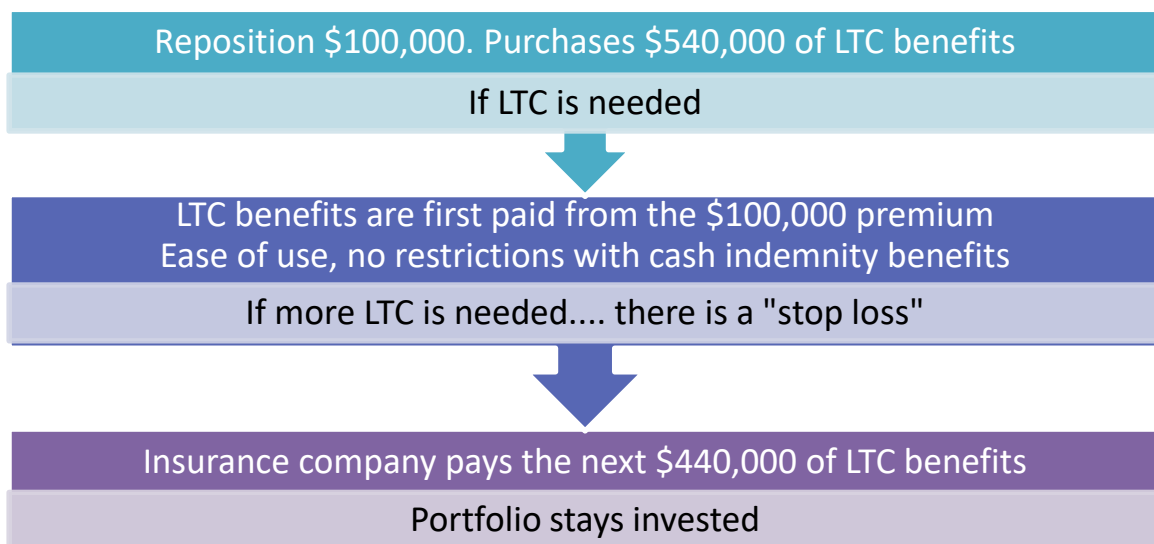 Reposition $100,000. Purchases $540,000 of LTC benefits
If LTC is needed
LTC benefits are first paid from the $100,000 premium
Ease of use, no restrictions with cash indemnity benefits
If more LTC is needed.... there is a "stop loss"
Insurance company pays the next $440,000 of LTC benefits
Portfolio stays invested